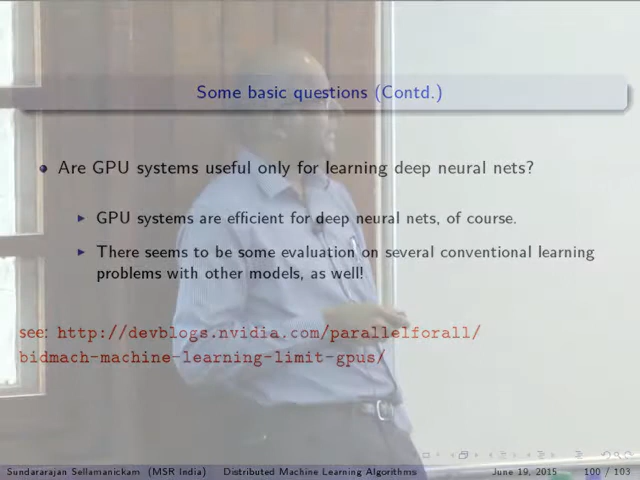 Some basic questions (Contd.)
Are GPU systems useful only for learning deep neural nets?
GPU systems are efficient for deep neural nets, of course.
There seems to be some evaluation on several conventional learning
problems with other models, as well!
see: http://devblogs.nvidia.com/parallelforall/
bidmach-machine-learning-limit-gpus/
Sundararajan Sellamanickam (MSR India) Distributed Machine Learning Algorithms June 19, 2015 100 / 103